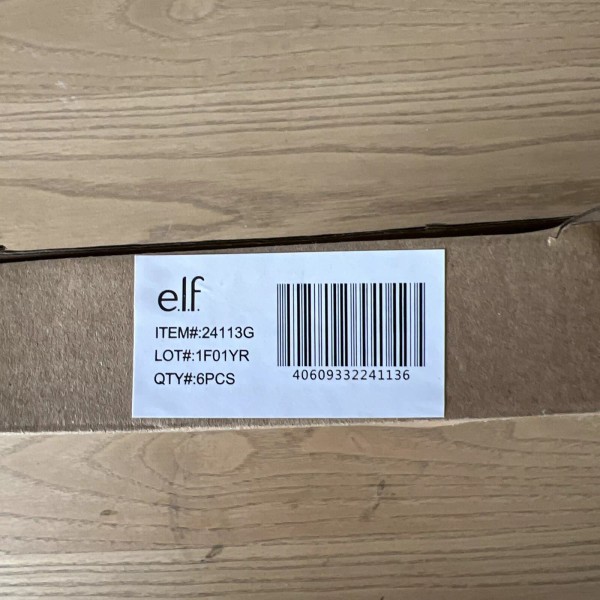 e.l.f.
ITEM#:24113G
LOT#:1F01YR
QTY#:6PCS
40609332241136